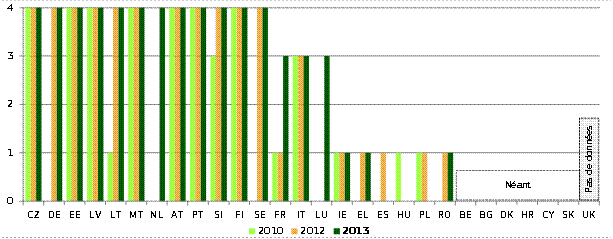 4
3
2
1
0
Néant
Pas de données
CZ DE EE LV LT MT NL AT PT SI FI SE FR IT LU IE EL ES HU PL RO BE BG DK HR CY SK UK
2010 2012 2013